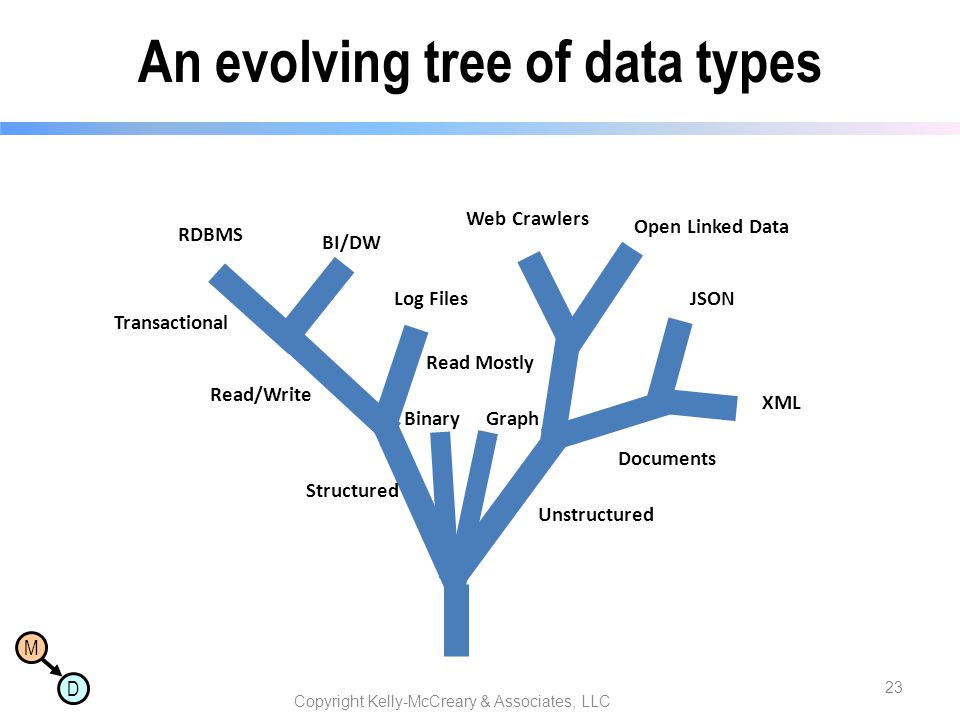 An evolving tree of data types
Web Crawlers
Open Linked Data
RDBMS
BI/DW
Log Files
JSON
Transactional
Read Mostly
Read/Write
XML
Binary
Graph
Documents
Structured
Unstructured
M
D
Copyright Kelly-McCreary & Associates, LLC
23